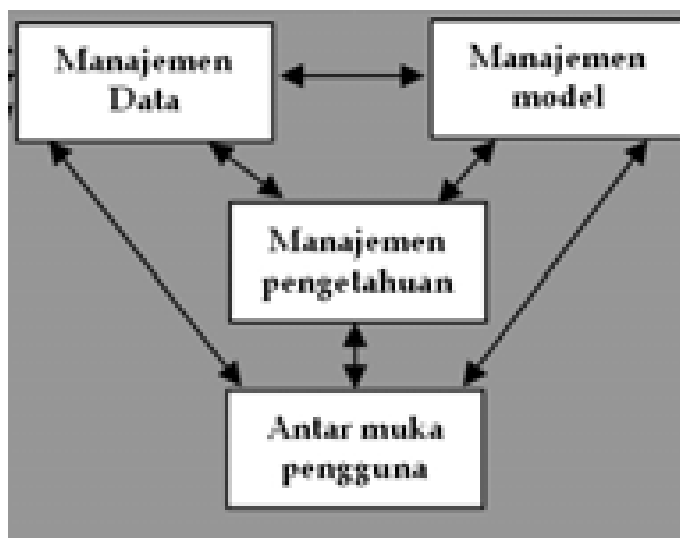 Manajemen
Data
Manajemen
model
Manajemen
pengetahuan
Antar muka
pengguna